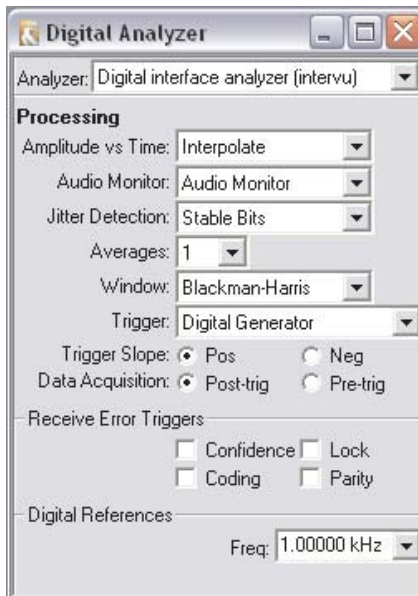 Digital Analyzer
Analyzer: Digital interface analyzer (intervu)
Processing
Amplitude vs Time: Interpolate
Audio Monitor: Audio Monitor
Jitter Detection: Stable Bits
Averages: 1
Window: Blackman-Harris
Trigger: Digital Generator
Trigger Slope: Pos Neg
Data Acquisition: Post-trig Pre-trig
Receive Error Triggers
Confidence Lock
Coding Parity
Digital References
Freq: 1.00000 kHz